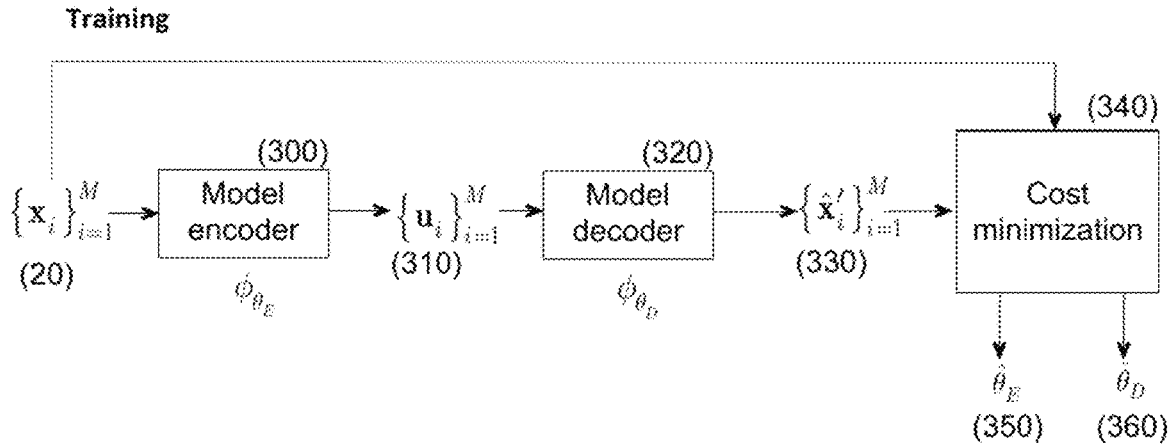 Training
(340)
(300)
(320)
{x_i}_{i=1}^M
Model
encoder
{u_i}_{i=1}^M
Model
decoder
{x̂'_i}_{i=1}^M
Cost
minimization
(20)
(310)
(330)
ϕ_{θ_E}
ϕ_{θ_D}
θ̂_E
θ̂_D
(350)
(360)